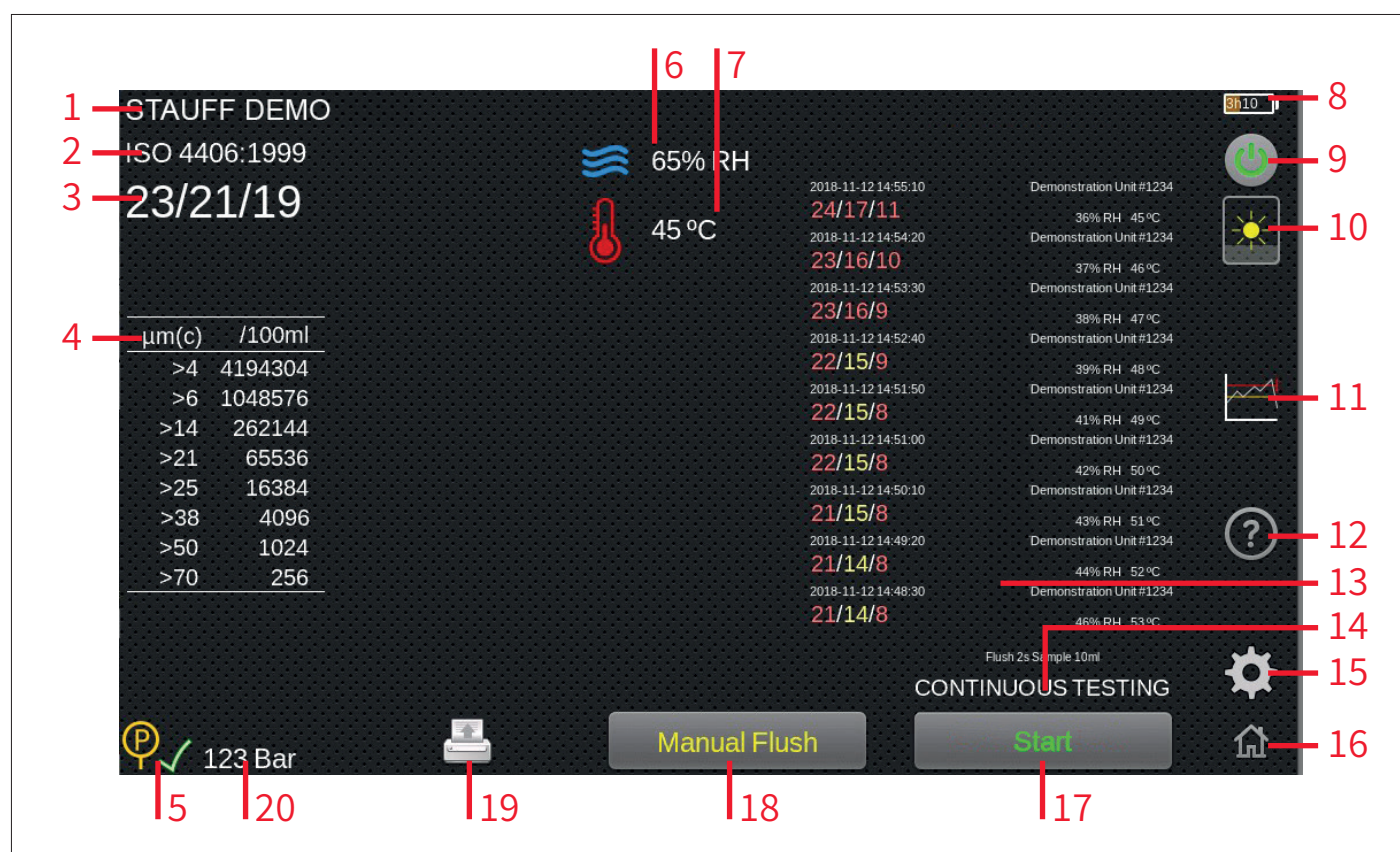 6 7
1 STAUFF DEMO
2 ISO 4406:1999
3 23/21/19
65% RH
45 ºC
4 µm(c) /100ml
>4 4194304
>6 1048576
>14 262144
>21 65536
>25 16384
>38 4096
>50 1024
>70 256
2018-11-12 14:55:10 Demonstration Unit #1234
24/17/11
36% RH 45 ºC
2018-11-12 14:54:20 Demonstration Unit #1234
23/16/10
37% RH 46 ºC
2018-11-12 14:53:30 Demonstration Unit #1234
23/16/9
38% RH 47 ºC
2018-11-12 14:52:40 Demonstration Unit #1234
22/15/9
39% RH 48 ºC
2018-11-12 14:51:50 Demonstration Unit #1234
22/15/8
41% RH 49 ºC
2018-11-12 14:51:00 Demonstration Unit #1234
22/15/8
42% RH 50 ºC
2018-11-12 14:50:10 Demonstration Unit #1234
21/15/8
43% RH 51 ºC
2018-11-12 14:49:20 Demonstration Unit #1234
21/14/8
44% RH 52 ºC
2018-11-12 14:48:30 Demonstration Unit #1234
21/14/8
46% RH 53 ºC
Flush 2s Sample 10ml
CONTINUOUS TESTING
3h10 8
9
10
11
? 12
13
14
15
16
P 123 Bar
Manual Flush
Start
5 20 19 18 17